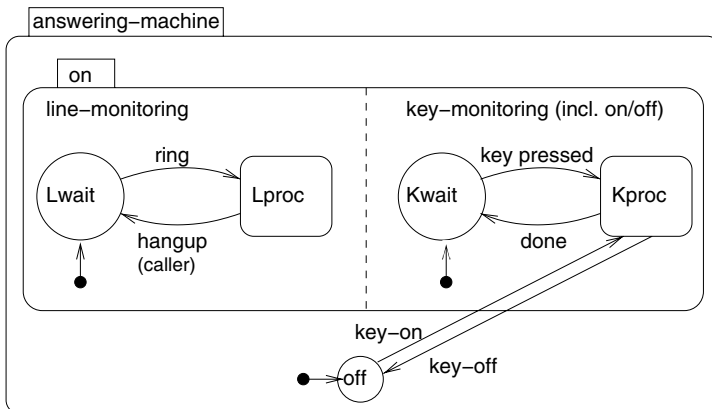 answering−machine
on
line−monitoring
key−monitoring (incl. on/off)
ring
key pressed
Lwait
Lproc
Kwait
Kproc
hangup
(caller)
done
key−on
key−off
off